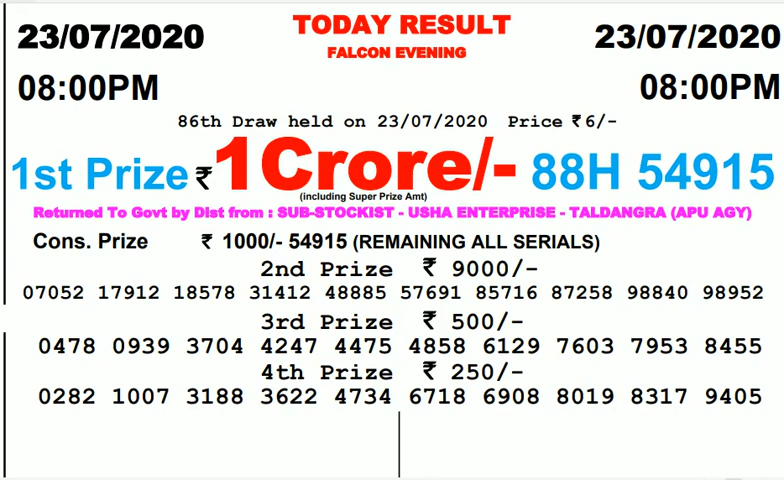 23/07/2020 TODAY RESULT 23/07/2020
FALCON EVENING
08:00PM 08:00PM
86th Draw held on 23/07/2020 Price ₹ 6/-
1st Prize ₹ 1Crore/- 88H 54915
(including Super Prize Amt)
Returned To Govt by Dist from : SUB-STOCKIST - USHA ENTERPRISE - TALDANGRA (APU AGY)
Cons. Prize ₹ 1000/- 54915 (REMAINING ALL SERIALS)
2nd Prize ₹ 9000/-
07052 17912 18578 31412 48885 57691 85716 87258 98840 98952
3rd Prize ₹ 500/-
0478 0939 3704 4247 4475 4858 6129 7603 7953 8455
4th Prize ₹ 250/-
0282 1007 3188 3622 4734 6718 6908 8019 8317 9405